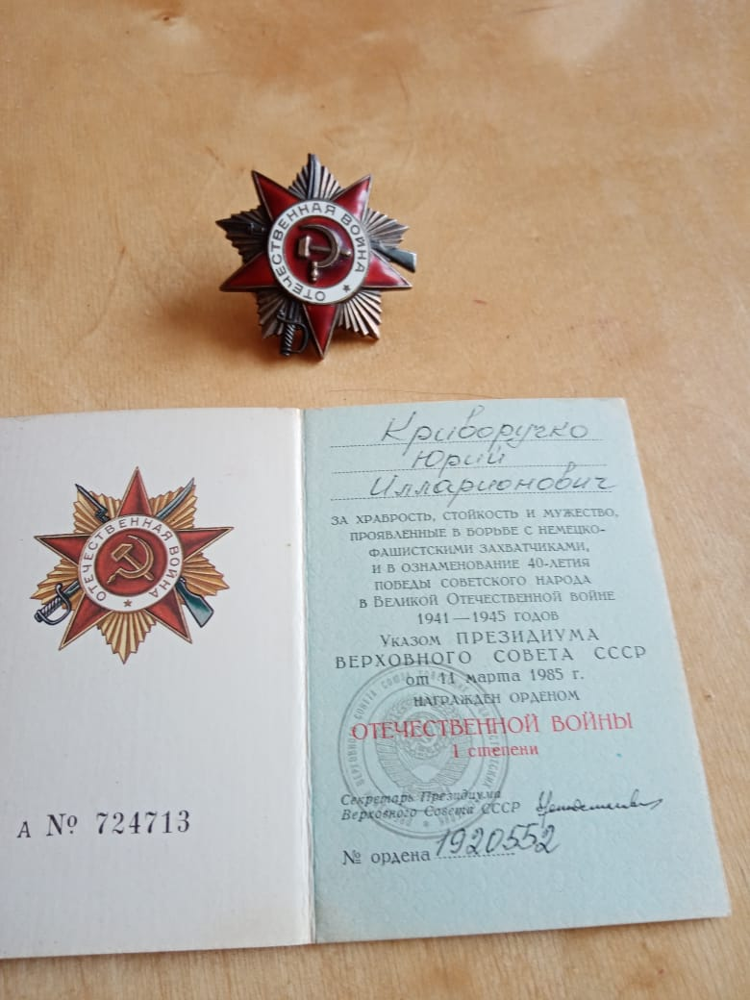 ОТЕЧЕСТВЕННАЯ ВОЙНА
ОТЕЧЕСТВЕННАЯ ВОЙНА
А № 724713
Криворучко
Юрий
Илларионович
ЗА ХРАБРОСТЬ, СТОЙКОСТЬ И МУЖЕСТВО,
ПРОЯВЛЕННЫЕ В БОРЬБЕ С НЕМЕЦКО-
ФАШИСТСКИМИ ЗАХВАТЧИКАМИ,
И В ОЗНАМЕНОВАНИЕ 40-ЛЕТИЯ
ПОБЕДЫ СОВЕТСКОГО НАРОДА
В ВЕЛИКОЙ ОТЕЧЕСТВЕННОЙ ВОЙНЕ
1941—1945 ГОДОВ
УКАЗОМ ПРЕЗИДИУМА
ВЕРХОВНОГО СОВЕТА СССР
от 11 марта 1985 г.
НАГРАЖДЕН ОРДЕНОМ
ОТЕЧЕСТВЕННОЙ ВОЙНЫ
I степени
Секретарь Президиума
Верховного Совета СССР
№ ордена 1920552